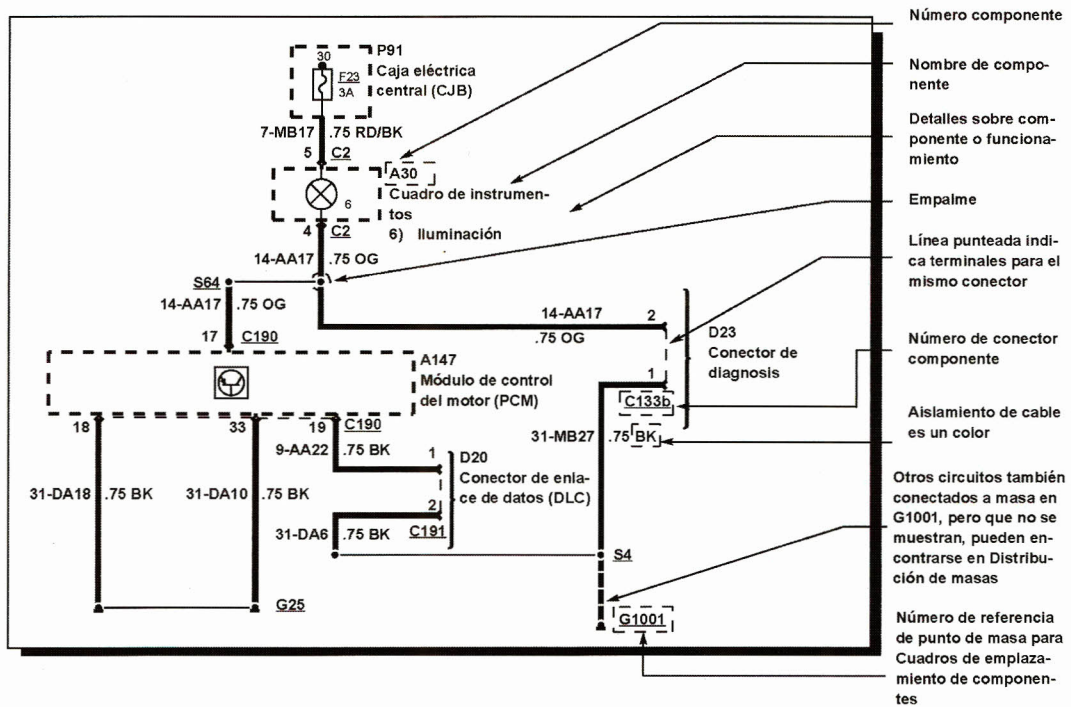 Número componente
Nombre de compo-
nente
Detalles sobre com-
ponente o funciona-
miento
Empalme
Línea punteada indi-
ca terminales para el
mismo conector
Número de conector
componente
Aislamiento de cable
es un color
Otros circuitos también
conectados a masa en
G1001, pero que no se
muestran, pueden en-
contrarse en Distribu-
ción de masas
Número de referencia
de punto de masa para
Cuadros de emplaza-
miento de componen-
tes
P91
Caja eléctrica
central (CJB)
30
F23
3A
7-MB17 .75 RD/BK
5 C2
A30
Cuadro de instrumen-
tos
6) Iluminación
6
4 C2
14-AA17 .75 OG
S64
14-AA17 .75 OG
17 C190
14-AA17 2
.75 OG
D23
Conector de
diagnosis
1
C133b
31-MB27 .75 BK
A147
Módulo de control
del motor (PCM)
18 33 19 C190
9-AA22 .75 BK
1
D20
Conector de enla-
ce de datos (DLC)
2
C191
31-DA18 .75 BK
31-DA10 .75 BK
31-DA6 .75 BK
S4
G25
G1001